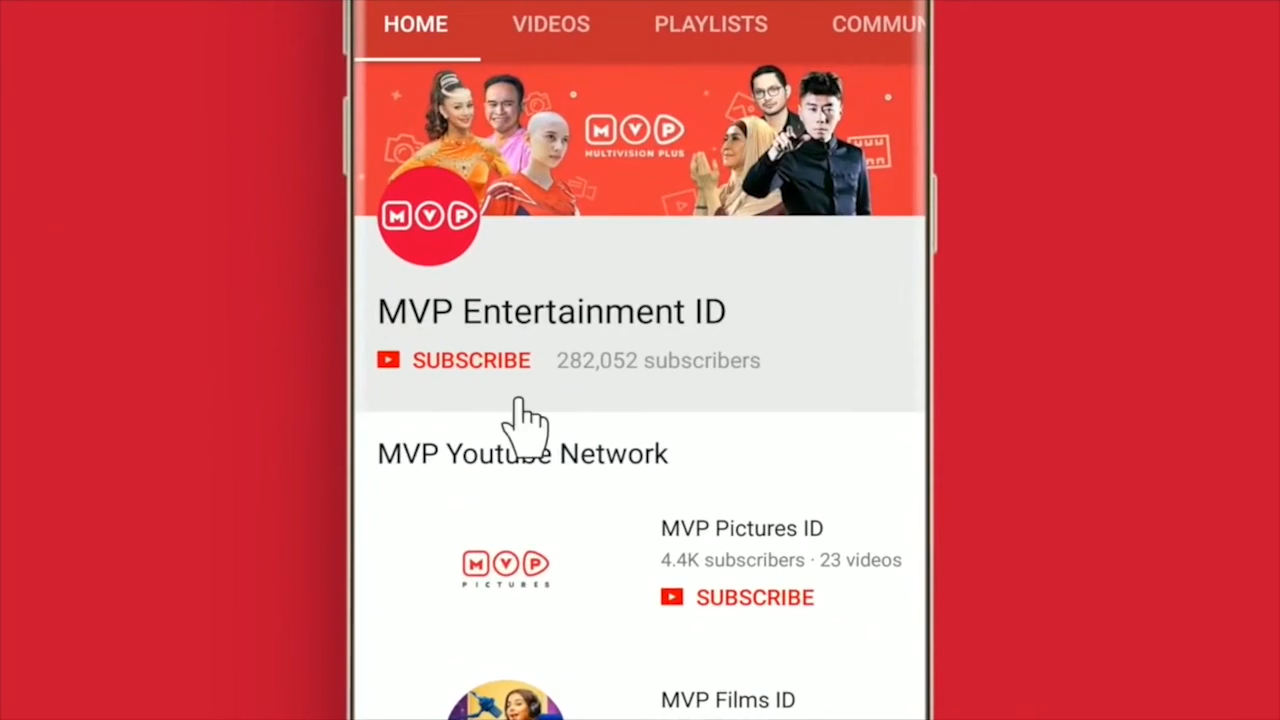 HOME VIDEOS PLAYLISTS COMMUN
MVP
MULTIVISION PLUS
MVP
MVP Entertainment ID
SUBSCRIBE 282,052 subscribers
MVP Youtube Network
MVP Pictures ID
4.4K subscribers · 23 videos
MVP
PICTURES
SUBSCRIBE
MVP Films ID